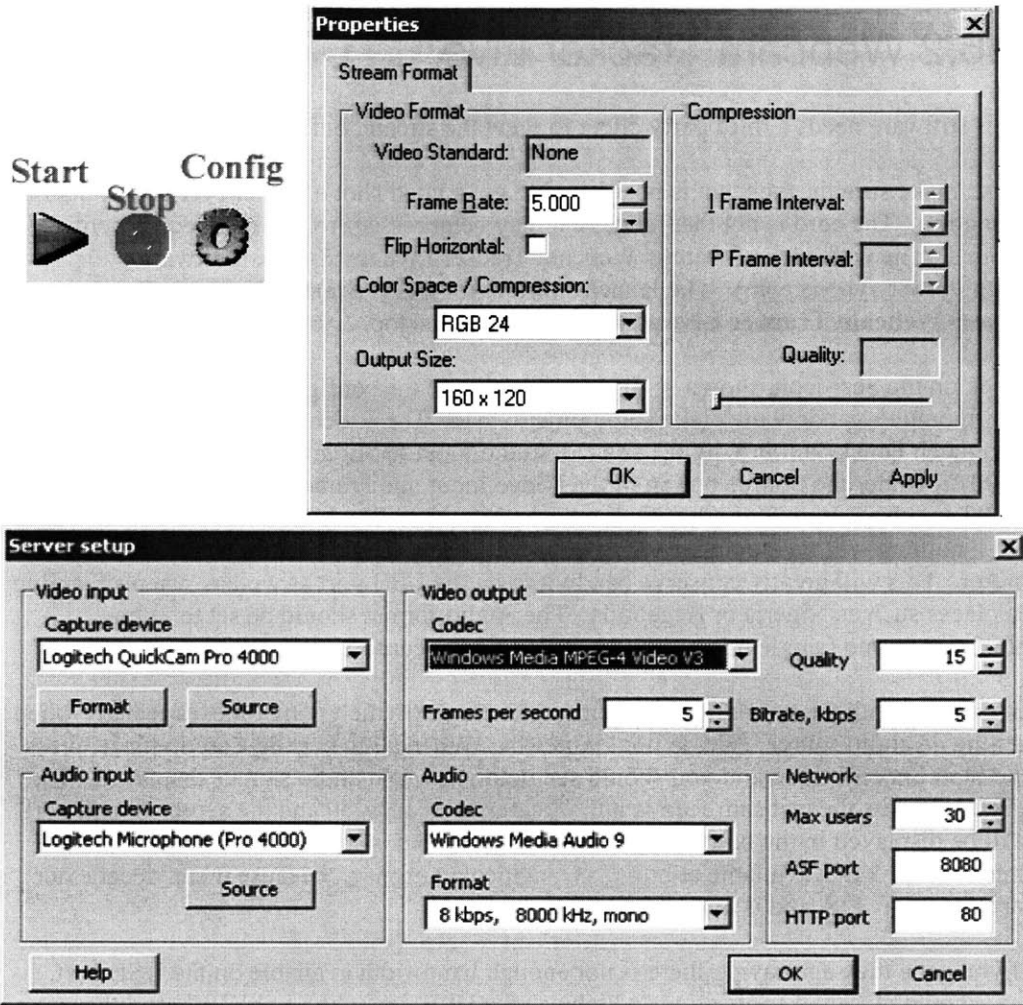 Start
Stop
Config
Properties
Stream Format
Video Format
Video Standard: None
Frame Rate: 5.000
Flip Horizontal:
Color Space / Compression:
RGB 24
Output Size:
160 x 120
Compression
I Frame Interval:
P Frame Interval:
Quality:
OK Cancel Apply
Server setup
Video input
Capture device
Logitech QuickCam Pro 4000
Format Source
Video output
Codec
Windows Media MPEG-4 Video V3
Quality 15
Frames per second 5
Bitrate, kbps 5
Audio input
Capture device
Logitech Microphone (Pro 4000)
Source
Audio
Codec
Windows Media Audio 9
Format
8 kbps, 8000 kHz, mono
Network
Max users 30
ASF port 8080
HTTP port 80
Help OK Cancel